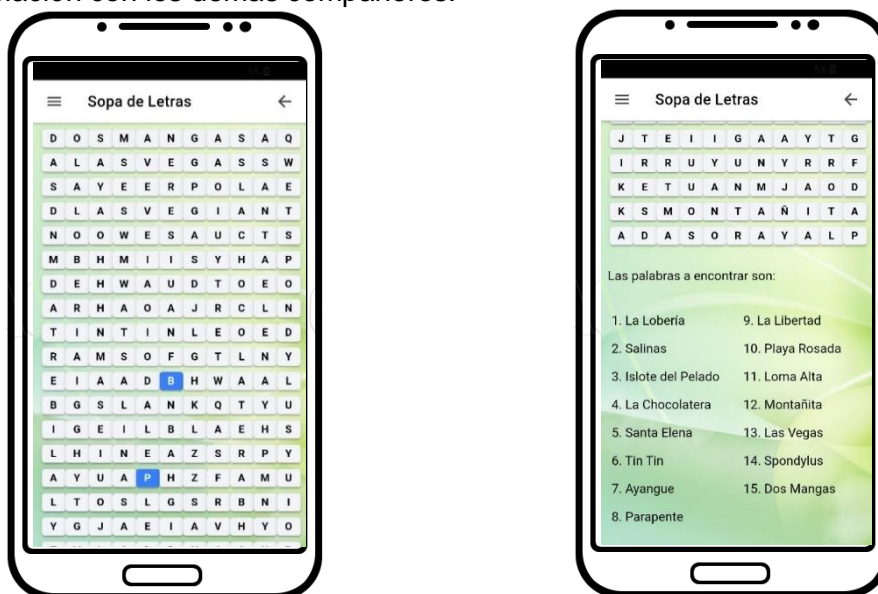 ulación con los demás compañeros.
Sopa de Letras
D O S M A N G A S A Q
A L A S V E G A S S W
S A Y E E R P O L A E
D L A S V E G I A N T
N O O W E S A U C T S
M B H M I I S Y H A P
D E H W A U D T O E O
A R H A O A J R C L N
T I N T I N L E O E D
R A M S O F G T L N Y
E I A A D B H W A A L
B G S L A N K Q T Y U
I G E I L B L A E H S
L H I N E A Z S R P Y
A Y U A P H Z F A M U
L T O S L G S R B N I
Y G J A E I A V H Y O
Sopa de Letras
J T E I I G A A Y T G
I R R U Y U N Y R R F
K E T U A N M J A O D
K S M O N T A Ñ I T A
A D A S O R A Y A L P
Las palabras a encontrar son:
1. La Lobería
2. Salinas
3. Islote del Pelado
4. La Chocolatera
5. Santa Elena
6. Tin Tin
7. Ayangue
8. Parapente
9. La Libertad
10. Playa Rosada
11. Loma Alta
12. Montañita
13. Las Vegas
14. Spondylus
15. Dos Mangas